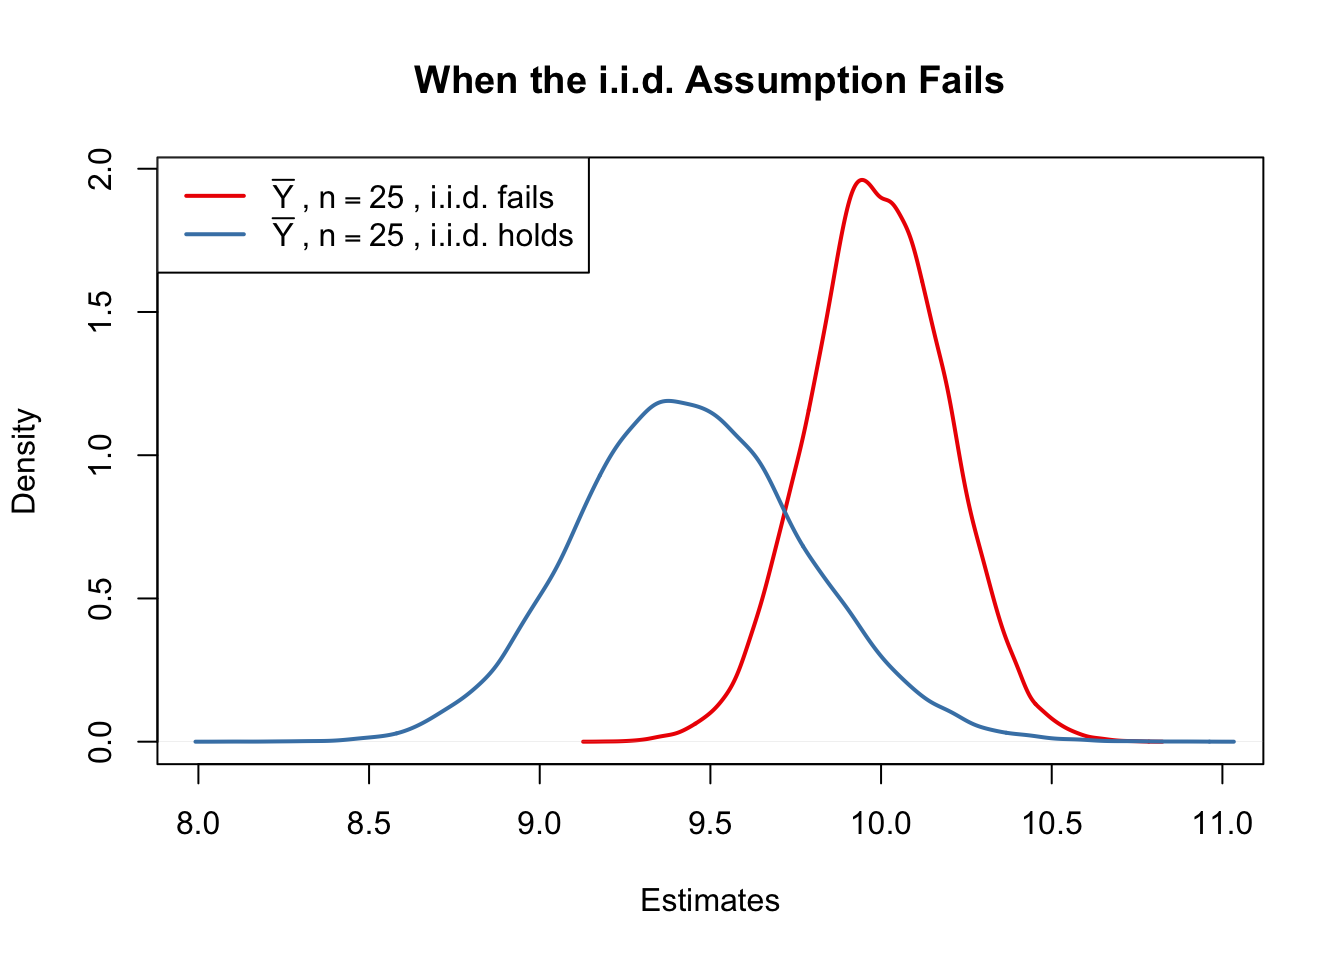 When the i.i.d. Assumption Fails
Y̅ , n = 25 , i.i.d. fails
Y̅ , n = 25 , i.i.d. holds
2.0
1.5
1.0
0.5
0.0
Density
8.0 8.5 9.0 9.5 10.0 10.5 11.0
Estimates